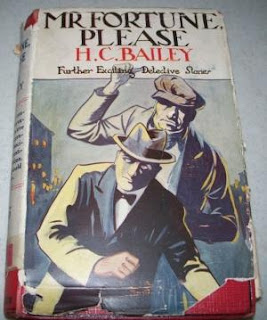 MR FORTUNE,
PLEASE
H.C. BAILEY
Further Exciting Detective Stories